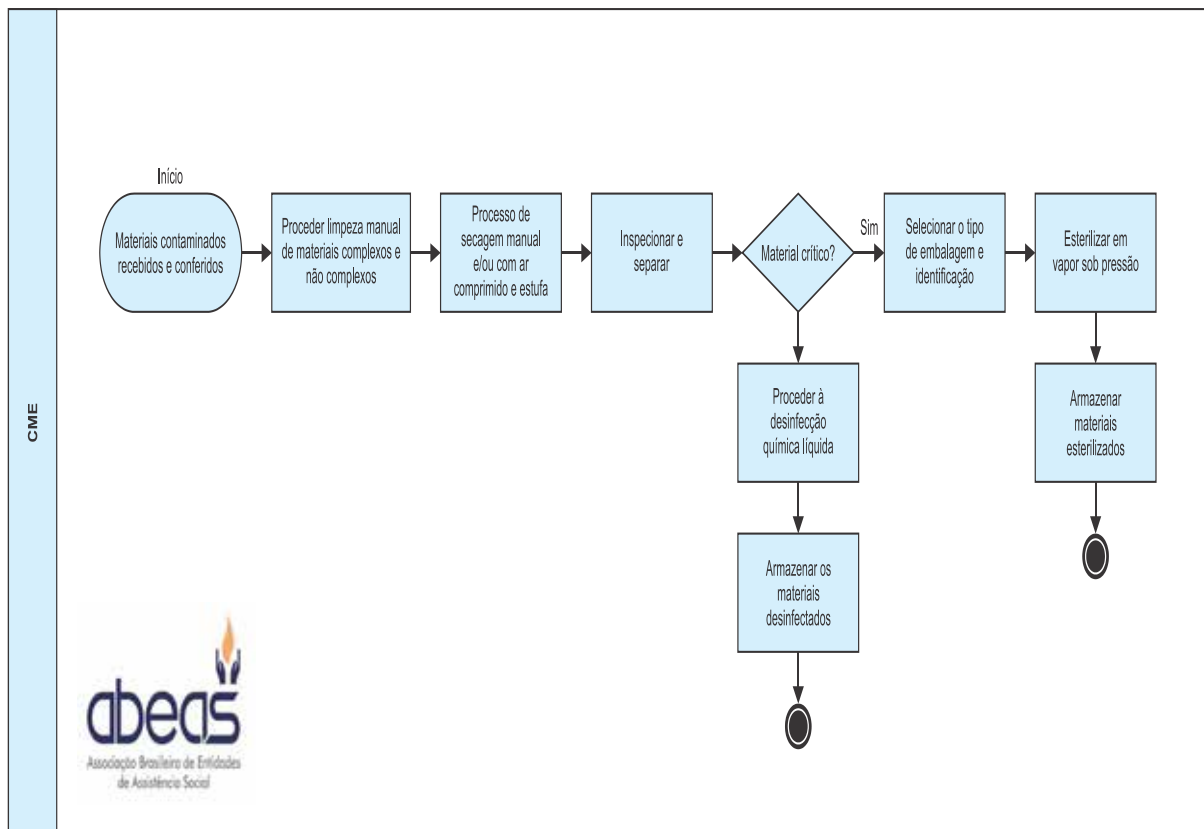 CME
Início
Materiais contaminados
recebidos e conferidos
Proceder limpeza manual
de materiais complexos e
não complexos
Processo de
secagem manual
e/ou com ar
comprimido e estufa
Inspecionar e
separar
Material crítico?
Sim
Selecionar o tipo
de embalagem e
identificação
Esterilizar em
vapor sob pressão
Proceder à
desinfecção
química líquida
Armazenar
materiais
esterilizados
Armazenar os
materiais
desinfectados
abeas
Associação Brasileira de Entidades
de Assistência Social